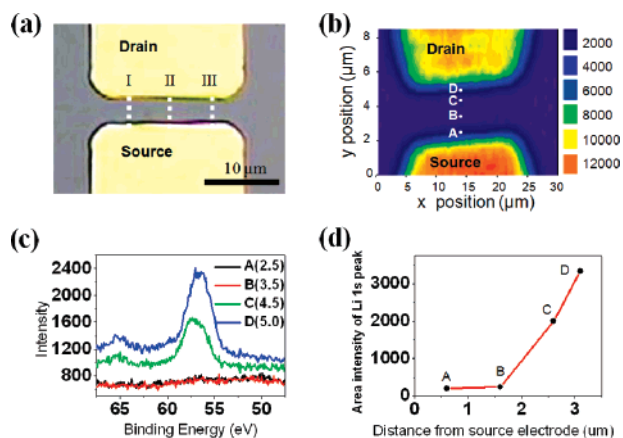 (a)
Drain
I II III
Source
10 μm
(b)
y position (μm)
8
6
4
2
0
Drain
D
C
B
A
Source
0 5 10 15 20 25 30
x position (μm)
2000
4000
6000
8000
10000
12000
(c)
Intensity
2400
2000
1600
1200
800
A(2.5)
B(3.5)
C(4.5)
D(5.0)
65 60 55 50
Binding Energy (eV)
(d)
Area intensity of Li 1s peak
3000
2000
1000
0
A
B
C
D
0 1 2 3
Distance from source electrode (um)